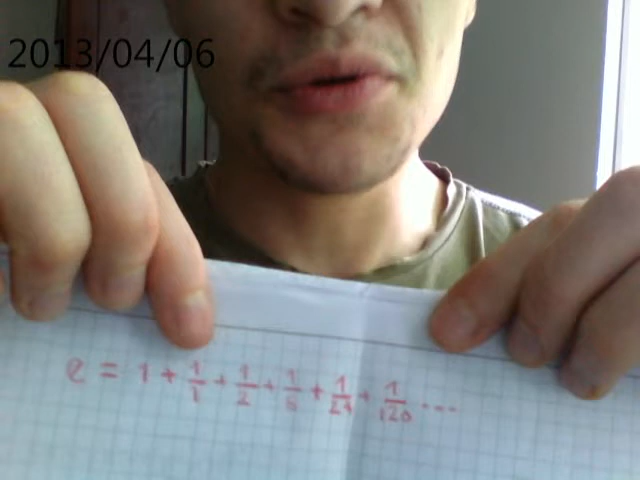 2013/04/06
e = 1 + 1/1 + 1/2 + 1/6 + 1/24 + 1/120 ...